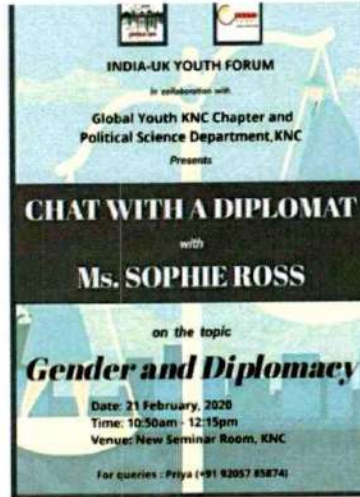 INDIA-UK YOUTH FORUM
In collaboration with
Global Youth KNC Chapter and
Political Science Department, KNC
Presents
CHAT WITH A DIPLOMAT
with
Ms. SOPHIE ROSS
on the topic
Gender and Diplomacy
Date: 21 February, 2020
Time: 10:50am - 12:15pm
Venue: New Seminar Room, KNC
For queries : Priya (+91 92057 85874)